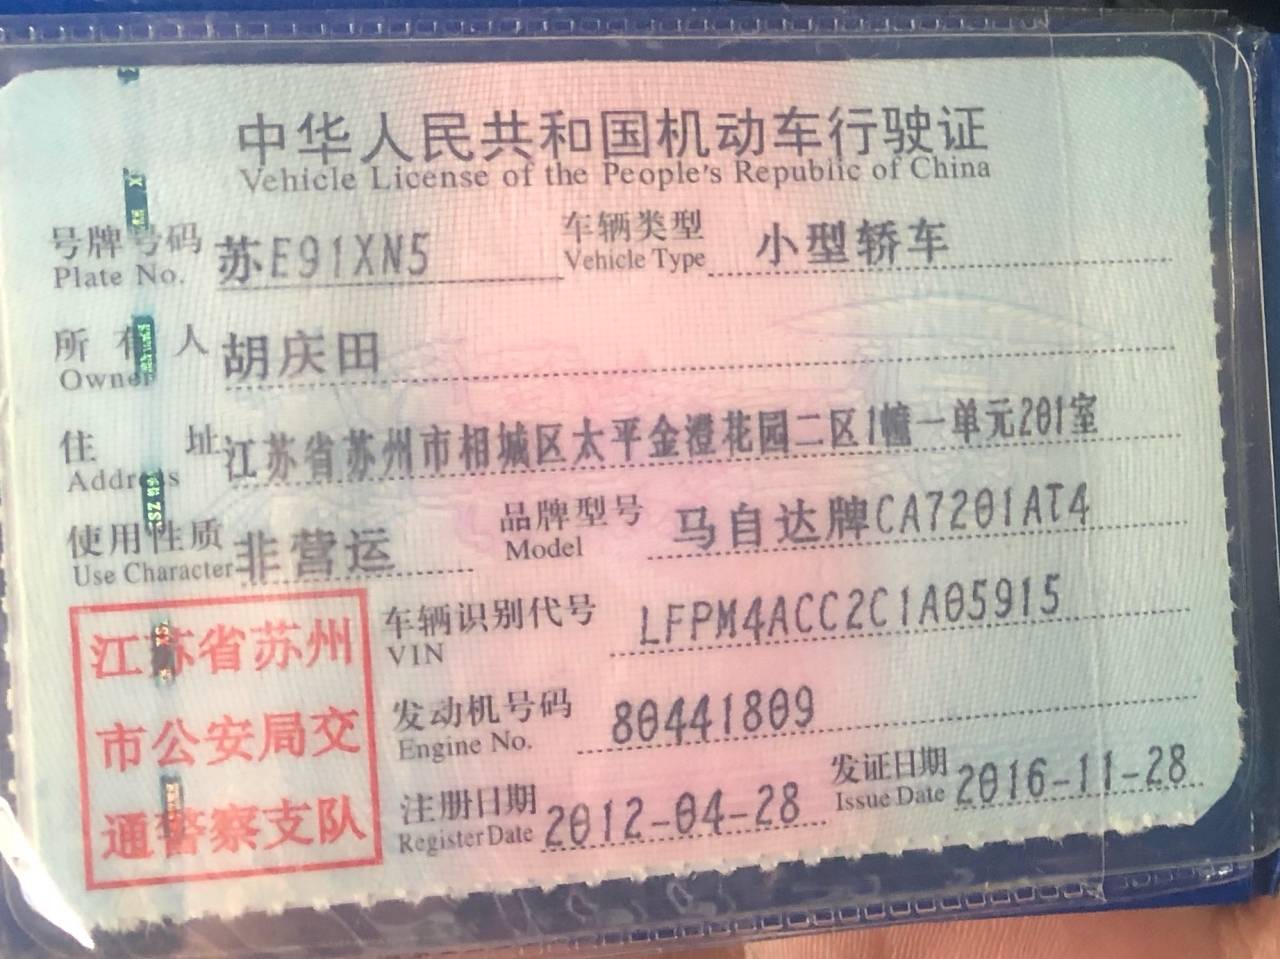 中华人民共和国机动车行驶证
Vehicle License of the People's Republic of China
号牌号码 苏E91XN5 车辆类型 小型轿车
Plate No. Vehicle Type
所有人 胡庆田
Owner
住址 江苏省苏州市相城区太平金澄花园二区1幢一单元201室
Address
使用性质 非营运 品牌型号 马自达牌CA7201AT4
Use Character Model
车辆识别代号 LFPM4ACC2C1A05915
VIN
发动机号码 80441809
Engine No.
注册日期 2012-04-28 发证日期 2016-11-28
Register Date Issue Date
江苏省苏州
市公安局交
通警察支队